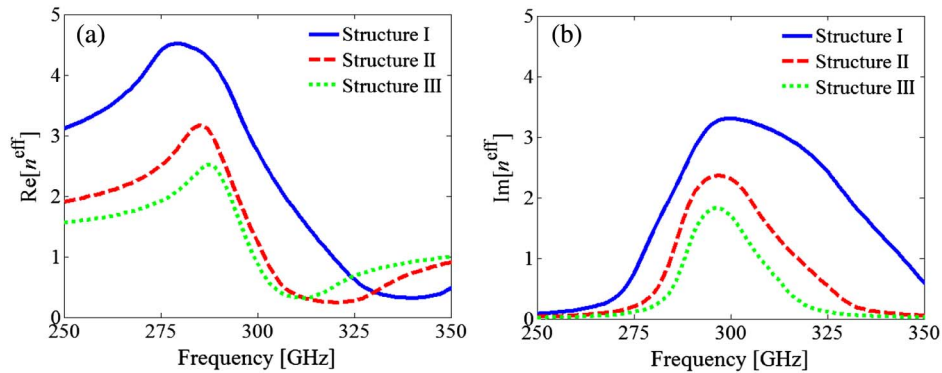 (a)
Structure I
Structure II
Structure III
5
4
3
2
1
0
Re[n^eff]
250 275 300 325 350
Frequency [GHz]
(b)
Structure I
Structure II
Structure III
5
4
3
2
1
0
Im[n^eff]
250 275 300 325 350
Frequency [GHz]